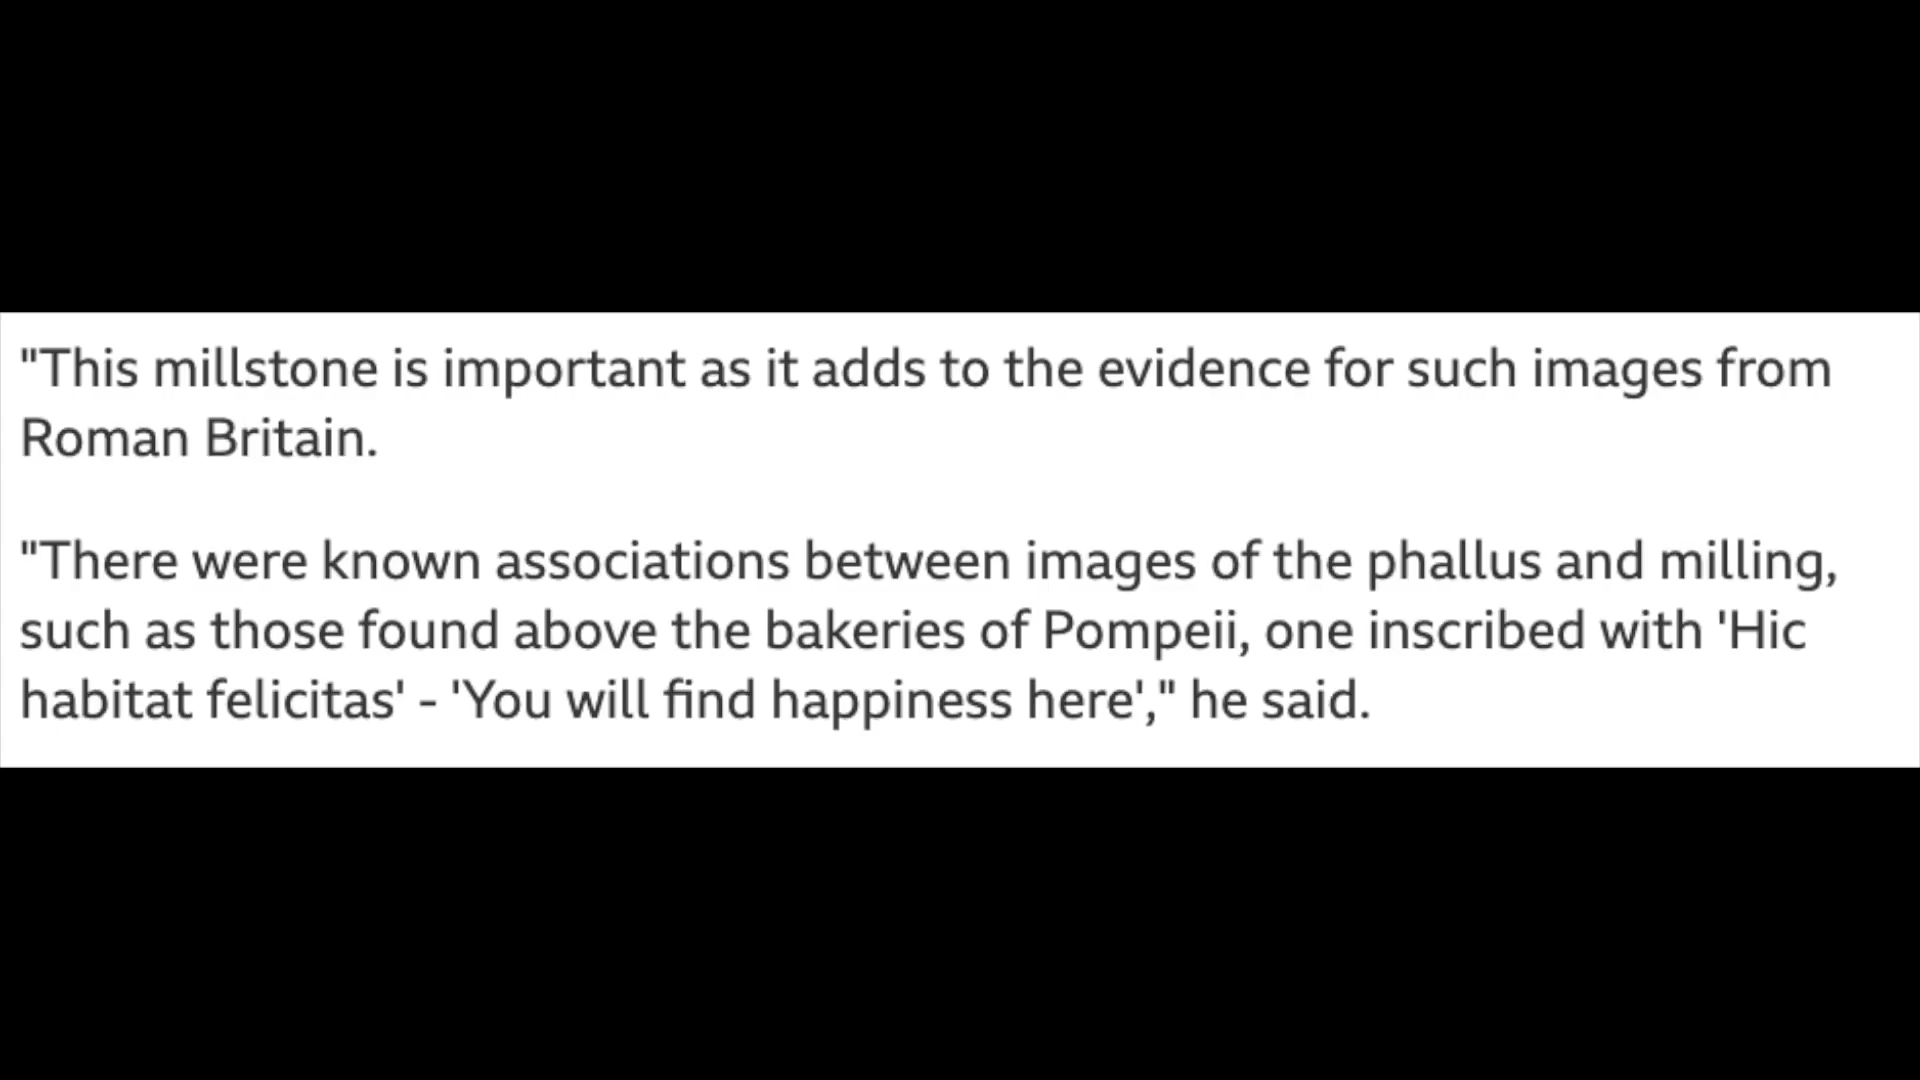 "This millstone is important as it adds to the evidence for such images from
Roman Britain.
"There were known associations between images of the phallus and milling,
such as those found above the bakeries of Pompeii, one inscribed with 'Hic
habitat felicitas' - 'You will find happiness here'," he said.